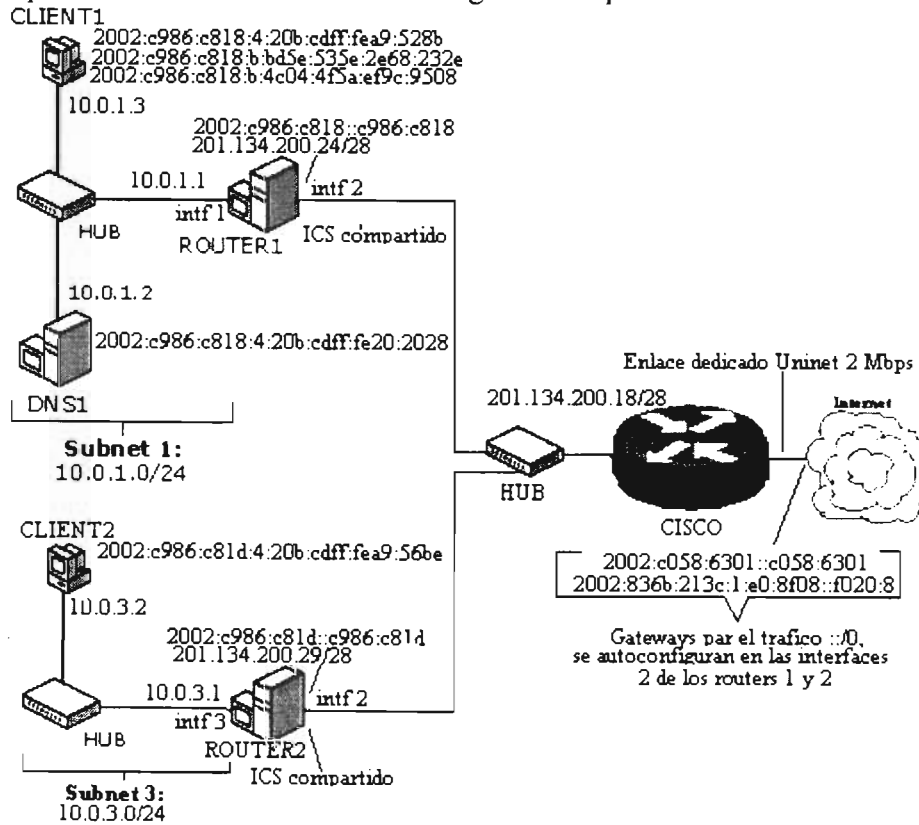 CLIENT1
2002:c986:c818:4:20b:cdff:fea9:528b
2002:c986:c818:b:bd5e:535e:2e68:232e
2002:c986:c818:b:4c04:4f5a:ef9c:9508
10.0.1.3
2002:c986:c818::c986:c818
201.134.200.24/28
10.0.1.1
intf 2
intf 1
HUB
ROUTER1
ICS compartido
10.0.1.2
2002:c986:c818:4:20b:cdff:fe20:2028
DNS1
Subnet 1:
10.0.1.0/24
Enlace dedicado Uninet 2 Mbps
201.134.200.18/28
Internet
HUB
CISCO
CLIENT2
2002:c986:c81d:4:20b:cdff:fea9:56be
10.0.3.2
2002:c058:6301::c058:6301
2002:836b:213c:1:e0:8f08::f020:8
Gateways par el trafico ::/0,
se autoconfiguran en las interfaces
2 de los routers 1 y 2
2002:c986:c81d::c986:c81d
201.134.200.29/28
10.0.3.1
intf 2
intf 3
HUB
ROUTER2
ICS compartido
Subnet 3:
10.0.3.0/24